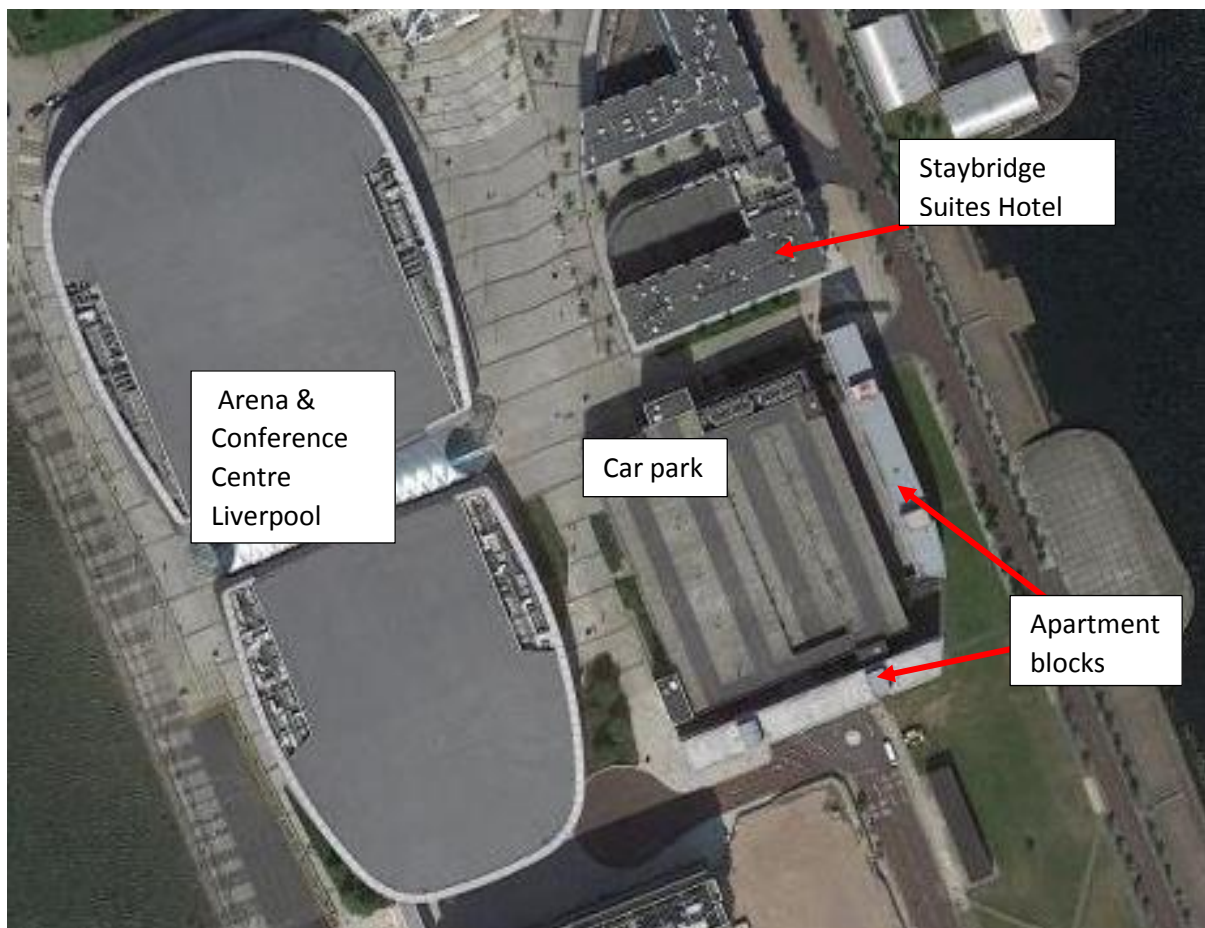 Staybridge
Suites Hotel
Arena &
Conference
Centre
Liverpool
Car park
Apartment
blocks